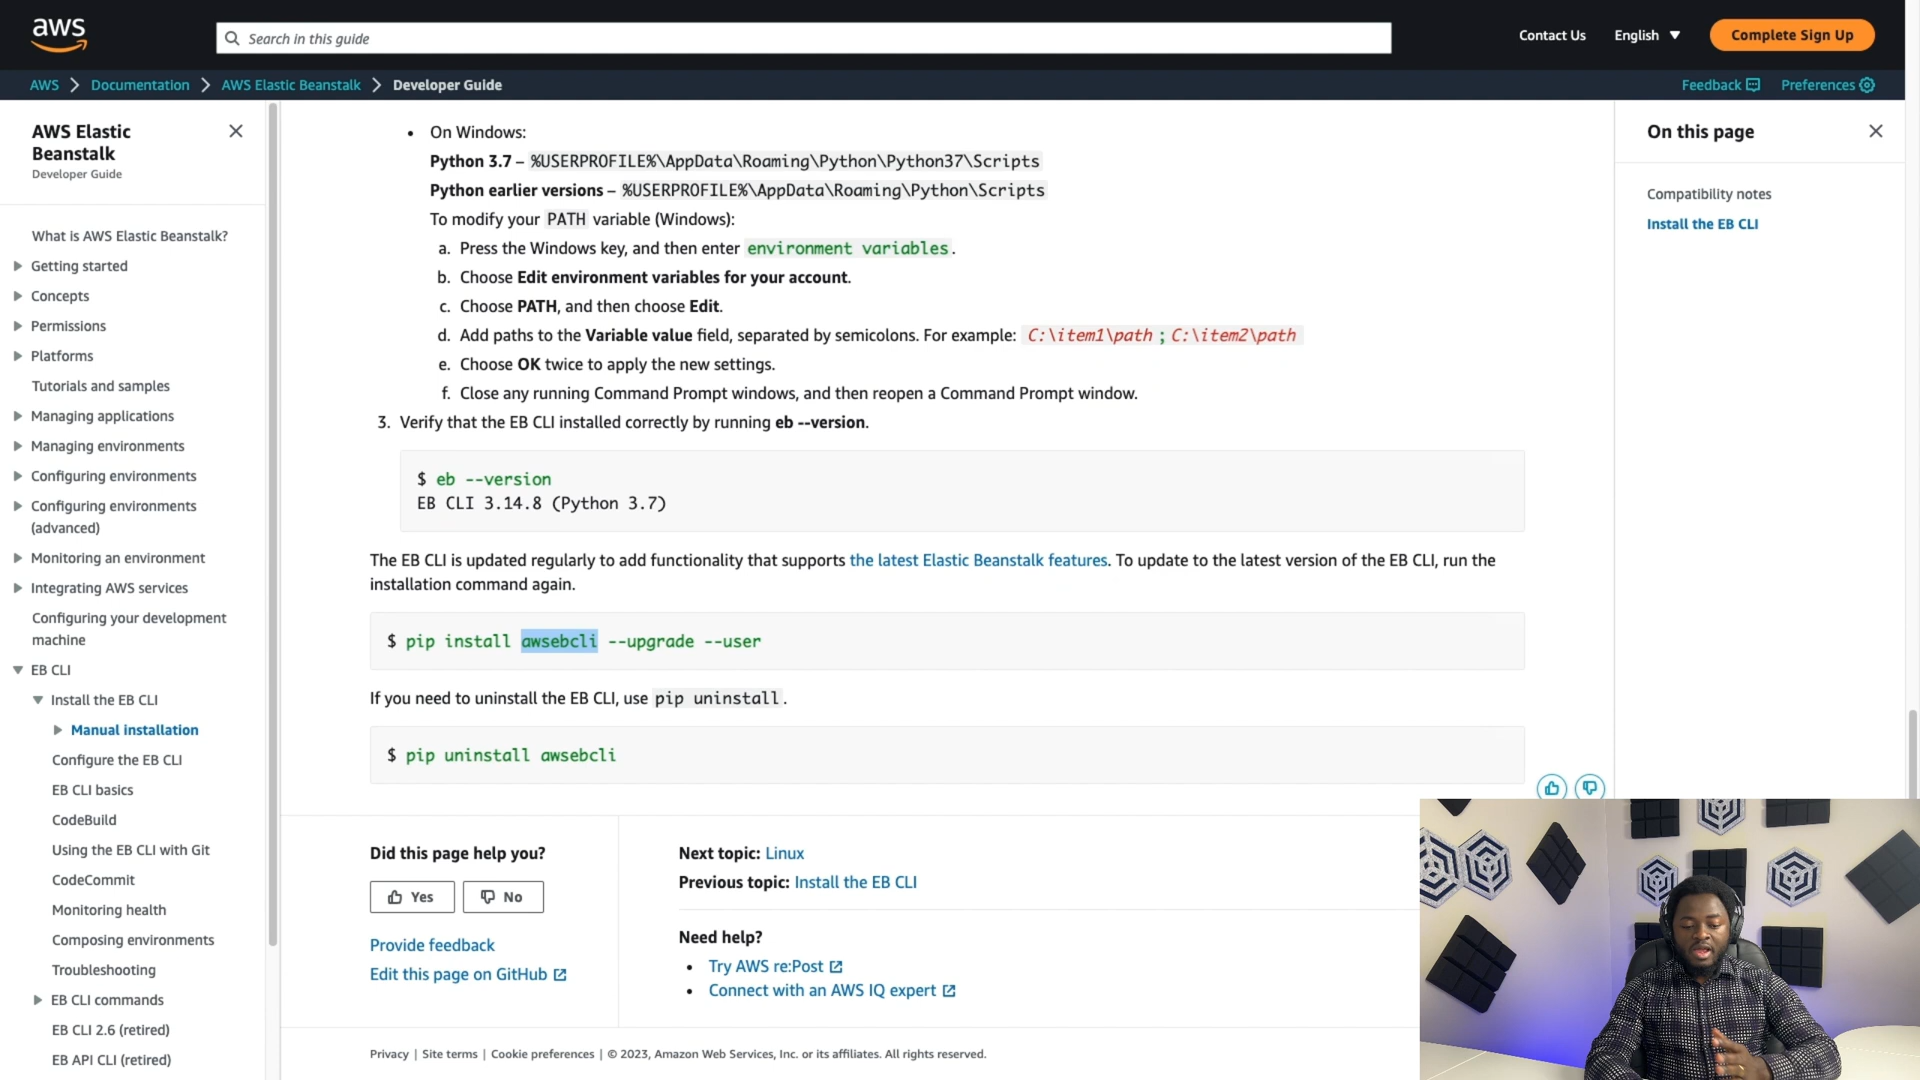 aws
Search in this guide
Contact Us
English
Complete Sign Up
AWS
Documentation
AWS Elastic Beanstalk
Developer Guide
Feedback
Preferences
AWS Elastic
Beanstalk
Developer Guide
What is AWS Elastic Beanstalk?
Getting started
Concepts
Permissions
Platforms
Tutorials and samples
Managing applications
Managing environments
Configuring environments
Configuring environments
(advanced)
Monitoring an environment
Integrating AWS services
Configuring your development
machine
EB CLI
Install the EB CLI
Manual installation
Configure the EB CLI
EB CLI basics
CodeBuild
Using the EB CLI with Git
CodeCommit
Monitoring health
Composing environments
Troubleshooting
EB CLI commands
EB CLI 2.6 (retired)
EB API CLI (retired)
• On Windows:
Python 3.7 – %USERPROFILE%\AppData\Roaming\Python\Python37\Scripts
Python earlier versions – %USERPROFILE%\AppData\Roaming\Python\Scripts
To modify your PATH variable (Windows):
a. Press the Windows key, and then enter environment variables.
b. Choose Edit environment variables for your account.
c. Choose PATH, and then choose Edit.
d. Add paths to the Variable value field, separated by semicolons. For example: C:\item1\path;C:\item2\path
e. Choose OK twice to apply the new settings.
f. Close any running Command Prompt windows, and then reopen a Command Prompt window.
3. Verify that the EB CLI installed correctly by running eb --version.
$ eb --version
EB CLI 3.14.8 (Python 3.7)
The EB CLI is updated regularly to add functionality that supports the latest Elastic Beanstalk features. To update to the latest version of the EB CLI, run the
installation command again.
$ pip install awsebcli --upgrade --user
If you need to uninstall the EB CLI, use pip uninstall.
$ pip uninstall awsebcli
Did this page help you?
Yes
No
Provide feedback
Edit this page on GitHub
Next topic: Linux
Previous topic: Install the EB CLI
Need help?
• Try AWS re:Post
• Connect with an AWS IQ expert
Privacy | Site terms | Cookie preferences | © 2023, Amazon Web Services, Inc. or its affiliates. All rights reserved.
On this page
Compatibility notes
Install the EB CLI